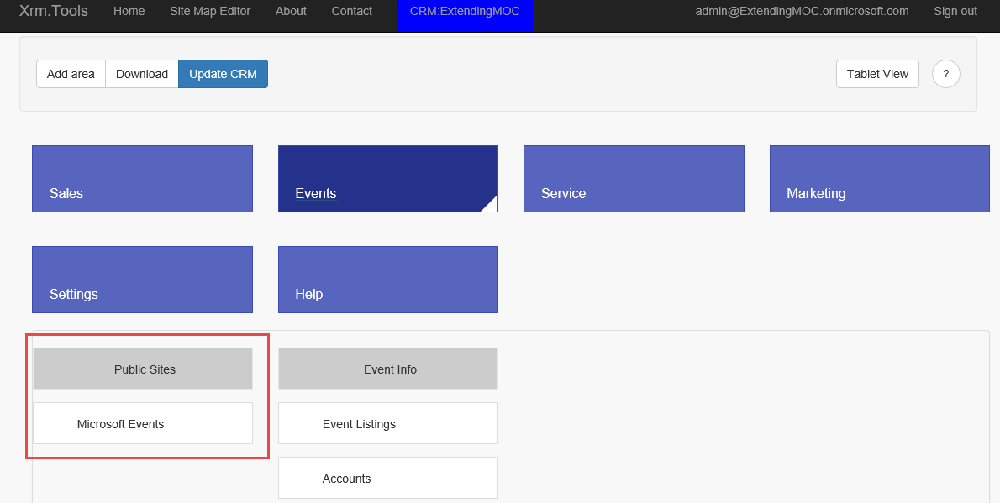 Xrm.Tools Home Site Map Editor About Contact CRM:ExtendingMOC admin@ExtendingMOC.onmicrosoft.com Sign out
Add area Download Update CRM Tablet View ?
Sales Events Service Marketing
Settings Help
Public Sites Event Info
Microsoft Events Event Listings
Accounts